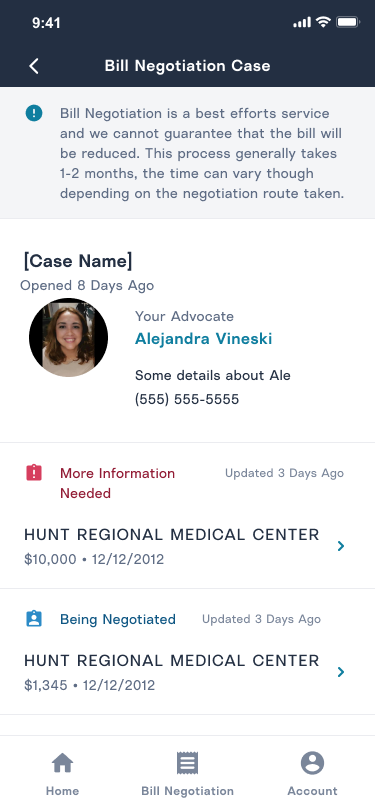 9:41
Bill Negotiation Case
Bill Negotiation is a best efforts service
and we cannot guarantee that the bill will
be reduced. This process generally takes
1-2 months, the time can vary though
depending on the negotiation route taken.
[Case Name]
Opened 8 Days Ago
Your Advocate
Alejandra Vineski
Some details about Ale
(555) 555-5555
More Information
Needed
Updated 3 Days Ago
HUNT REGIONAL MEDICAL CENTER
$10,000 • 12/12/2012
Being Negotiated
Updated 3 Days Ago
HUNT REGIONAL MEDICAL CENTER
$1,345 • 12/12/2012
Home
Bill Negotiation
Account